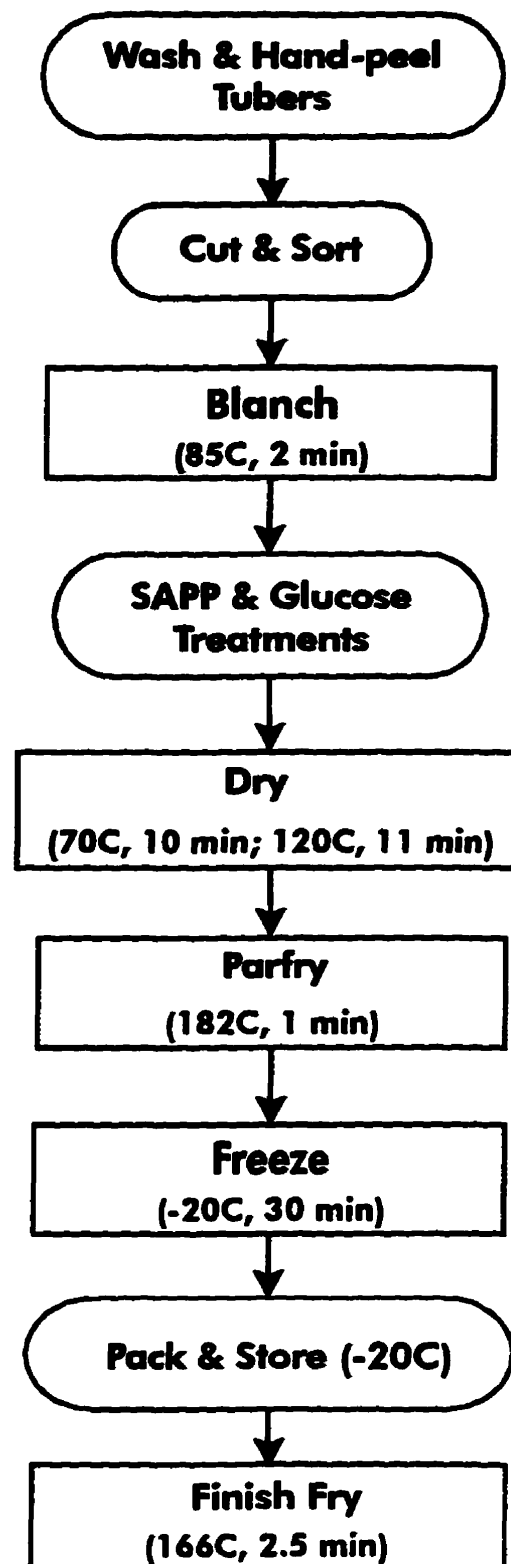 Wash & Hand-peel
Tubers
Cut & Sort
Blanch
(85C, 2 min)
SAPP & Glucose
Treatments
Dry
(70C, 10 min; 120C, 11 min)
Parfry
(182C, 1 min)
Freeze
(-20C, 30 min)
Pack & Store (-20C)
Finish Fry
(166C, 2.5 min)